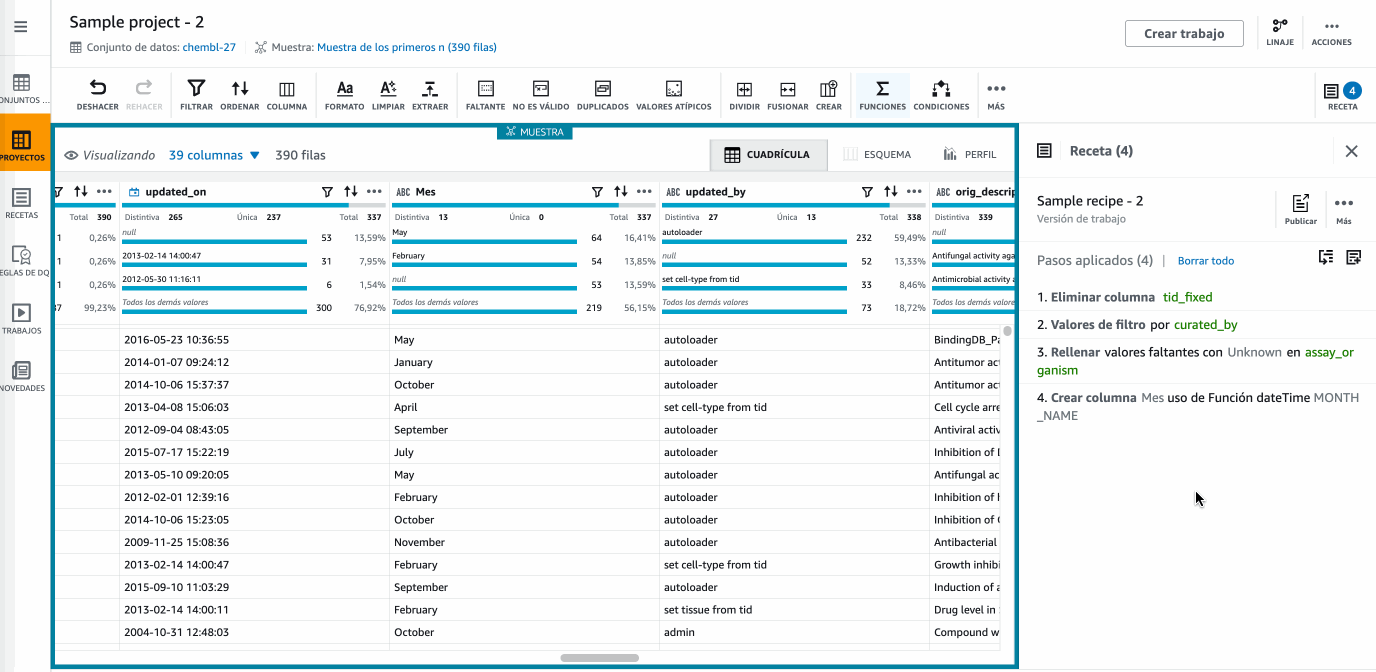 Sample project - 2
Conjunto de datos: chembl-27 Muestra: Muestra de los primeros n (390 filas)
Crear trabajo
LINAJE
ACCIONES
DESHACER REHACER FILTRAR ORDENAR COLUMNA FORMATO LIMPIAR EXTRAER FALTANTE NO ES VÁLIDO DUPLICADOS VALORES ATÍPICOS DIVIDIR FUSIONAR CREAR FUNCIONES CONDICIONES MÁS
4
RECETA
ONJUNTOS ...
PROYECTOS
RECETAS
EGLAS DE DQ
TRABAJOS
NOVEDADES
MUESTRA
Visualizando 39 columnas 390 filas
CUADRÍCULA ESQUEMA PERFIL
updated_on ABC Mes ABC updated_by ABC orig_descrip
Total 390 Distintiva 265 Única 237 Total 337 Distintiva 13 Única 0 Total 337 Distintiva 27 Única 13 Total 338 Distintiva 339
1 0,26% null 53 13,59% May 64 16,41% autoloader 232 59,49% null
1 0,26% 2013-02-14 14:00:47 31 7,95% February 54 13,85% null 52 13,33% Antifungal activity aga
1 0,26% 2012-05-30 11:16:11 6 1,54% null 53 13,59% set cell-type from tid 33 8,46% Antimicrobial activity a
37 99,23% Todos los demás valores 300 76,92% Todos los demás valores 219 56,15% Todos los demás valores 73 18,72% Todos los demás valores
2016-05-23 10:36:55 May autoloader BindingDB_Pa
2014-01-07 09:24:12 January autoloader Antitumor act
2014-10-06 15:37:37 October autoloader Antitumor act
2013-04-08 15:06:03 April set cell-type from tid Cell cycle arre
2012-09-04 08:43:05 September autoloader Antiviral activ
2015-07-17 15:22:19 July autoloader Inhibition of
2013-05-10 09:20:05 May autoloader Antifungal ac
2012-02-01 12:39:16 February autoloader Inhibition of
2014-10-06 15:23:05 October autoloader Inhibition of
2009-11-25 15:08:36 November autoloader Antibacterial
2013-02-14 14:00:47 February set cell-type from tid Growth inhibi
2015-09-10 11:03:29 September autoloader Induction of a
2013-02-14 14:00:11 February set tissue from tid Drug level in
2004-10-31 12:48:03 October admin Compound w
Receta (4)
Sample recipe - 2
Versión de trabajo
Publicar
Más
Pasos aplicados (4) | Borrar todo
1. Eliminar columna tid_fixed
2. Valores de filtro por curated_by
3. Rellenar valores faltantes con Unknown en assay_or
ganism
4. Crear columna Mes uso de Función dateTime MONTH
_NAME